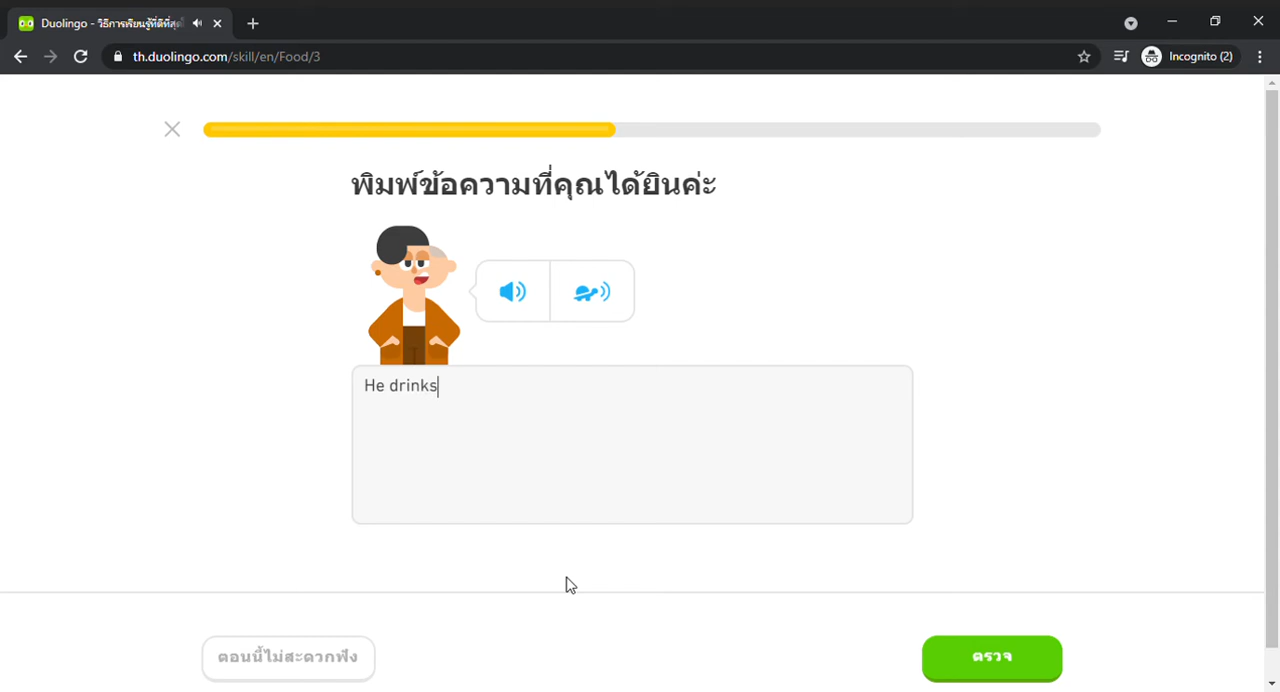 Duolingo - วิธีการเรียนรู้ที่ดีที่สุดใ
th.duolingo.com/skill/en/Food/3
Incognito (2)
พิมพ์ข้อความที่คุณได้ยินค่ะ
He drinks
ตอนนี้ไม่สะดวกฟัง
ตรวจ